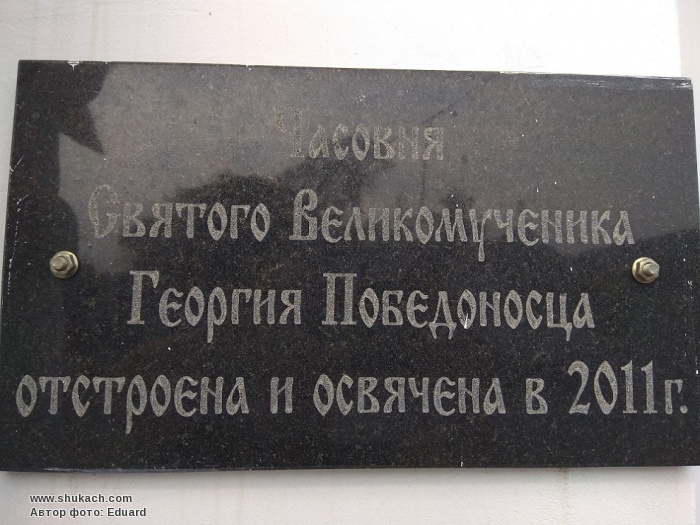 Часовня
Святого Великомученика
Георгия Победоносца
отстроена и освячена в 2011г.
www.shukach.com
Автор фото: Eduard